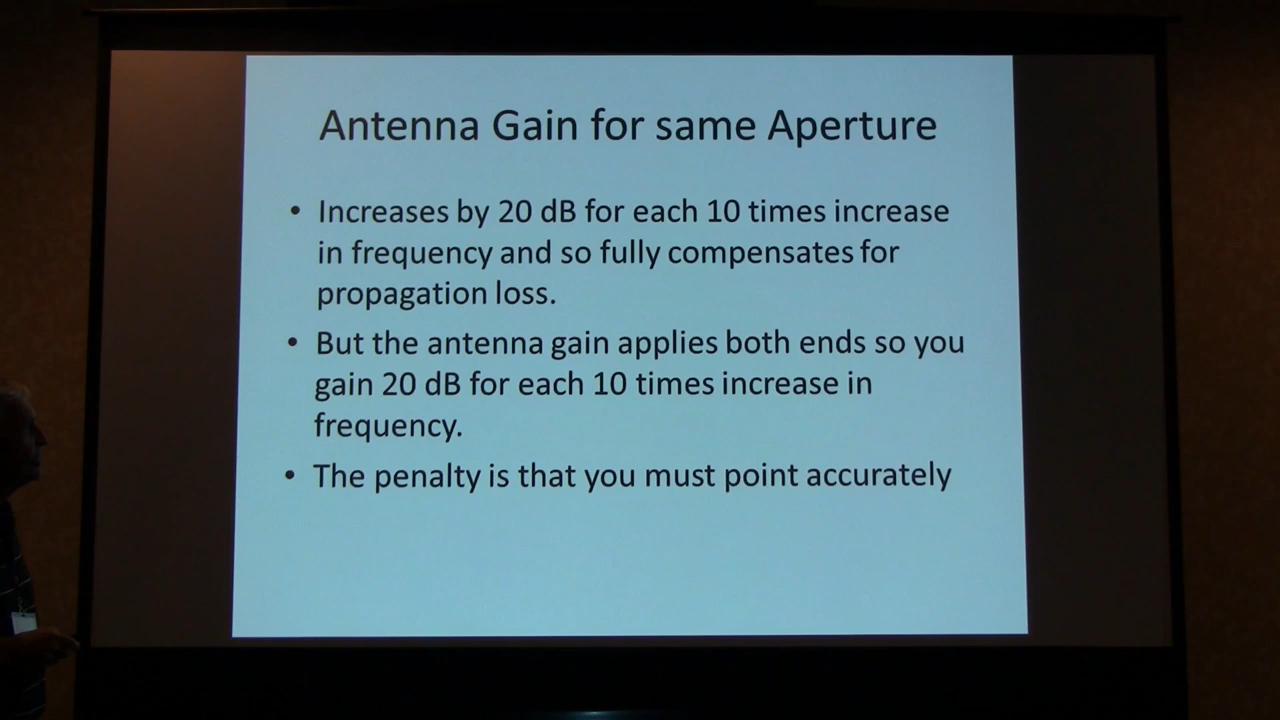 Antenna Gain for same Aperture
• Increases by 20 dB for each 10 times increase
in frequency and so fully compensates for
propagation loss.
• But the antenna gain applies both ends so you
gain 20 dB for each 10 times increase in
frequency.
• The penalty is that you must point accurately